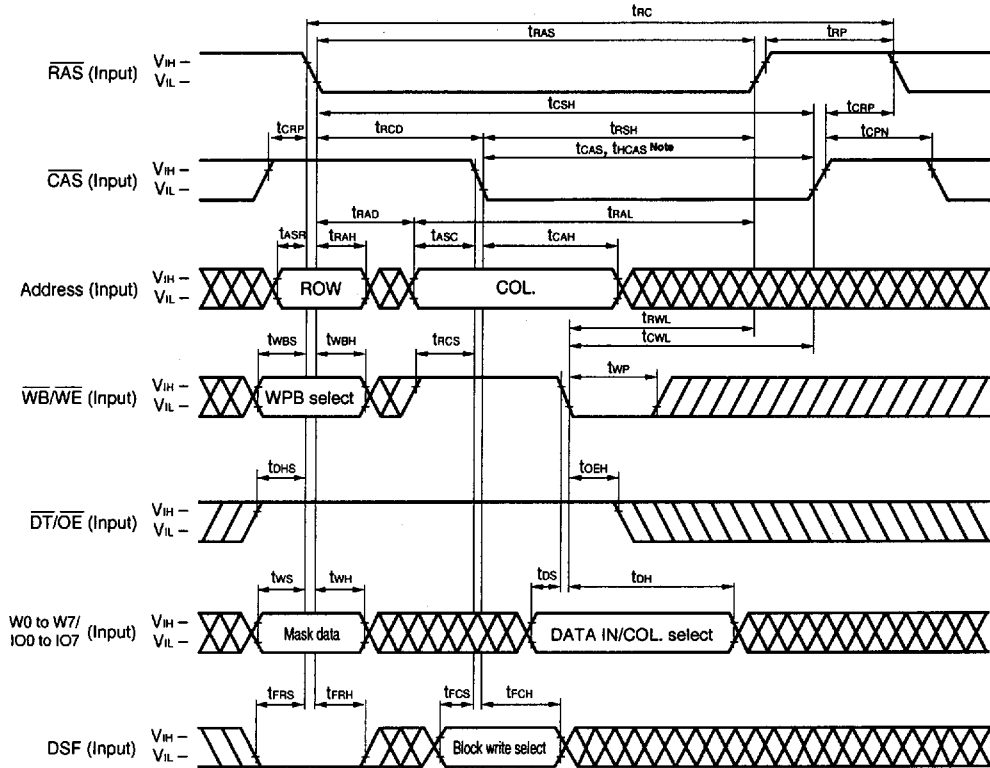 tRC
tRAS
tRP
RAS (Input)
VIH –
VIL –
tCSH
tCRP
tCRP
tRCD
tRSH
tCPN
tCAS, tHCAS Note
CAS (Input)
VIH –
VIL –
tRAD
tRAL
tASR
tRAH
tASC
tCAH
Address (Input)
VIH –
VIL –
ROW
COL.
tRWL
tCWL
tWBS
tWBH
tRCS
tWP
WB/WE (Input)
VIH –
VIL –
WPB select
tDHS
tOEH
DT/OE (Input)
VIH –
VIL –
tWS
tWH
tDS
tDH
W0 to W7/
IO0 to IO7
(Input)
VIH –
VIL –
Mask data
DATA IN/COL. select
tFRS
tFRH
tFCS
tFCH
DSF (Input)
VIH –
VIL –
Block write select